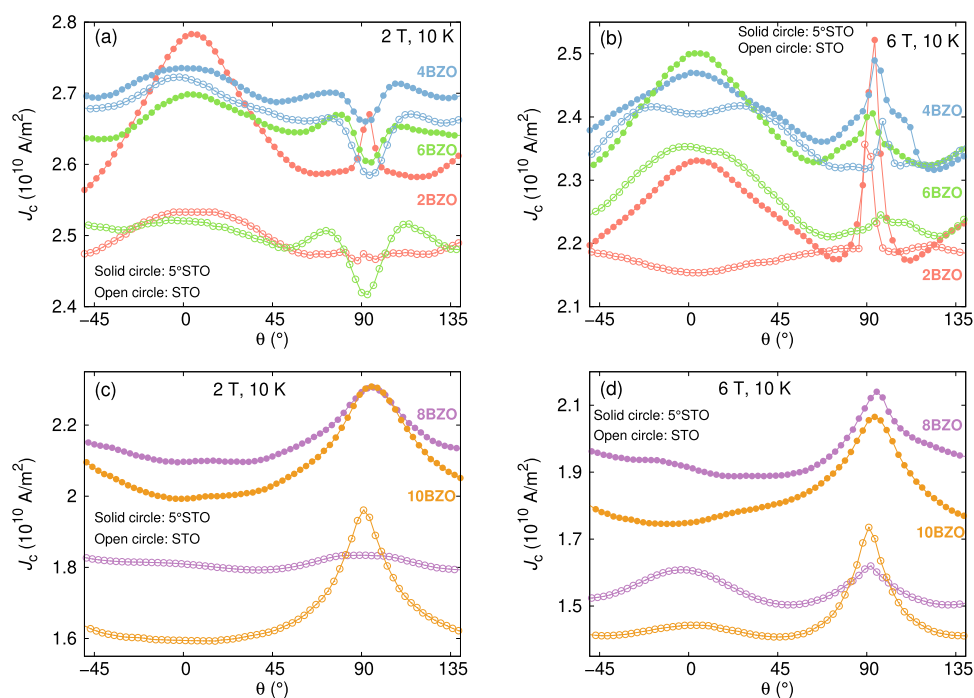 (a)
2 T, 10 K
4BZO
6BZO
2BZO
Solid circle: 5°STO
Open circle: STO
2.8
2.7
2.6
2.5
2.4
Jc (10^10 A/m^2)
−45
0
45
90
135
θ (°)
(b)
Solid circle: 5°STO
Open circle: STO
6 T, 10 K
4BZO
6BZO
2BZO
2.5
2.4
2.3
2.2
2.1
Jc (10^10 A/m^2)
−45
0
45
90
135
θ (°)
(c)
2 T, 10 K
8BZO
10BZO
Solid circle: 5°STO
Open circle: STO
2.2
2
1.8
1.6
Jc (10^10 A/m^2)
−45
0
45
90
135
θ (°)
(d)
6 T, 10 K
Solid circle: 5°STO
Open circle: STO
8BZO
10BZO
2.1
1.9
1.7
1.5
Jc (10^10 A/m^2)
−45
0
45
90
135
θ (°)